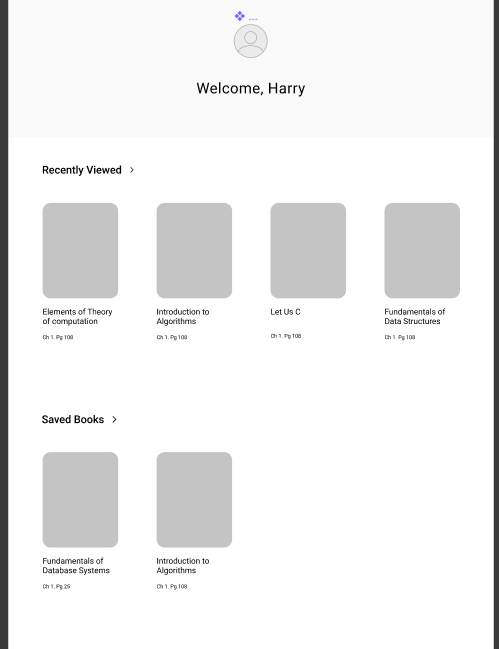 ...
Welcome, Harry
Recently Viewed
Elements of Theory
of computation
Ch 1. Pg 108
Introduction to
Algorithms
Ch 1. Pg 108
Let Us C
Ch 1. Pg 108
Fundamentals of
Data Structures
Ch 1. Pg 108
Saved Books
Fundamentals of
Database Systems
Ch 1. Pg 25
Introduction to
Algorithms
Ch 1. Pg 108